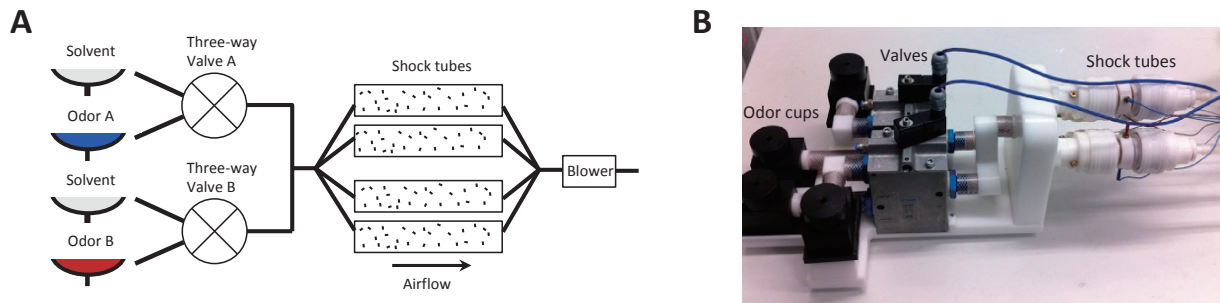 A
Solvent
Three-way
Valve A
Odor A
Solvent
Three-way
Valve B
Odor B
Shock tubes
Airflow
Blower
B
Valves
Shock tubes
Odor cups